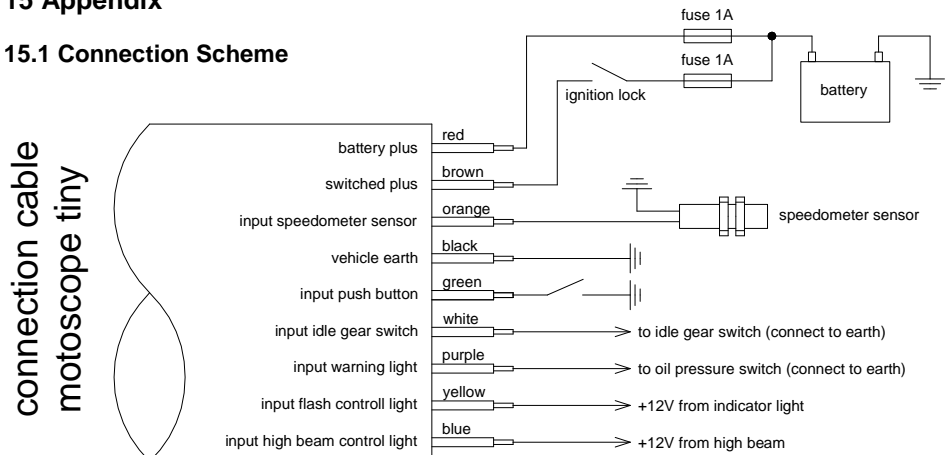 15 Appendix
15.1 Connection Scheme
fuse 1A
fuse 1A
ignition lock
battery
connection cable
motoscope tiny
battery plus
red
switched plus
brown
input speedometer sensor
orange
speedometer sensor
vehicle earth
black
input push button
green
input idle gear switch
white
to idle gear switch (connect to earth)
input warning light
purple
to oil pressure switch (connect to earth)
input flash controll light
yellow
+12V from indicator light
input high beam control light
blue
+12V from high beam